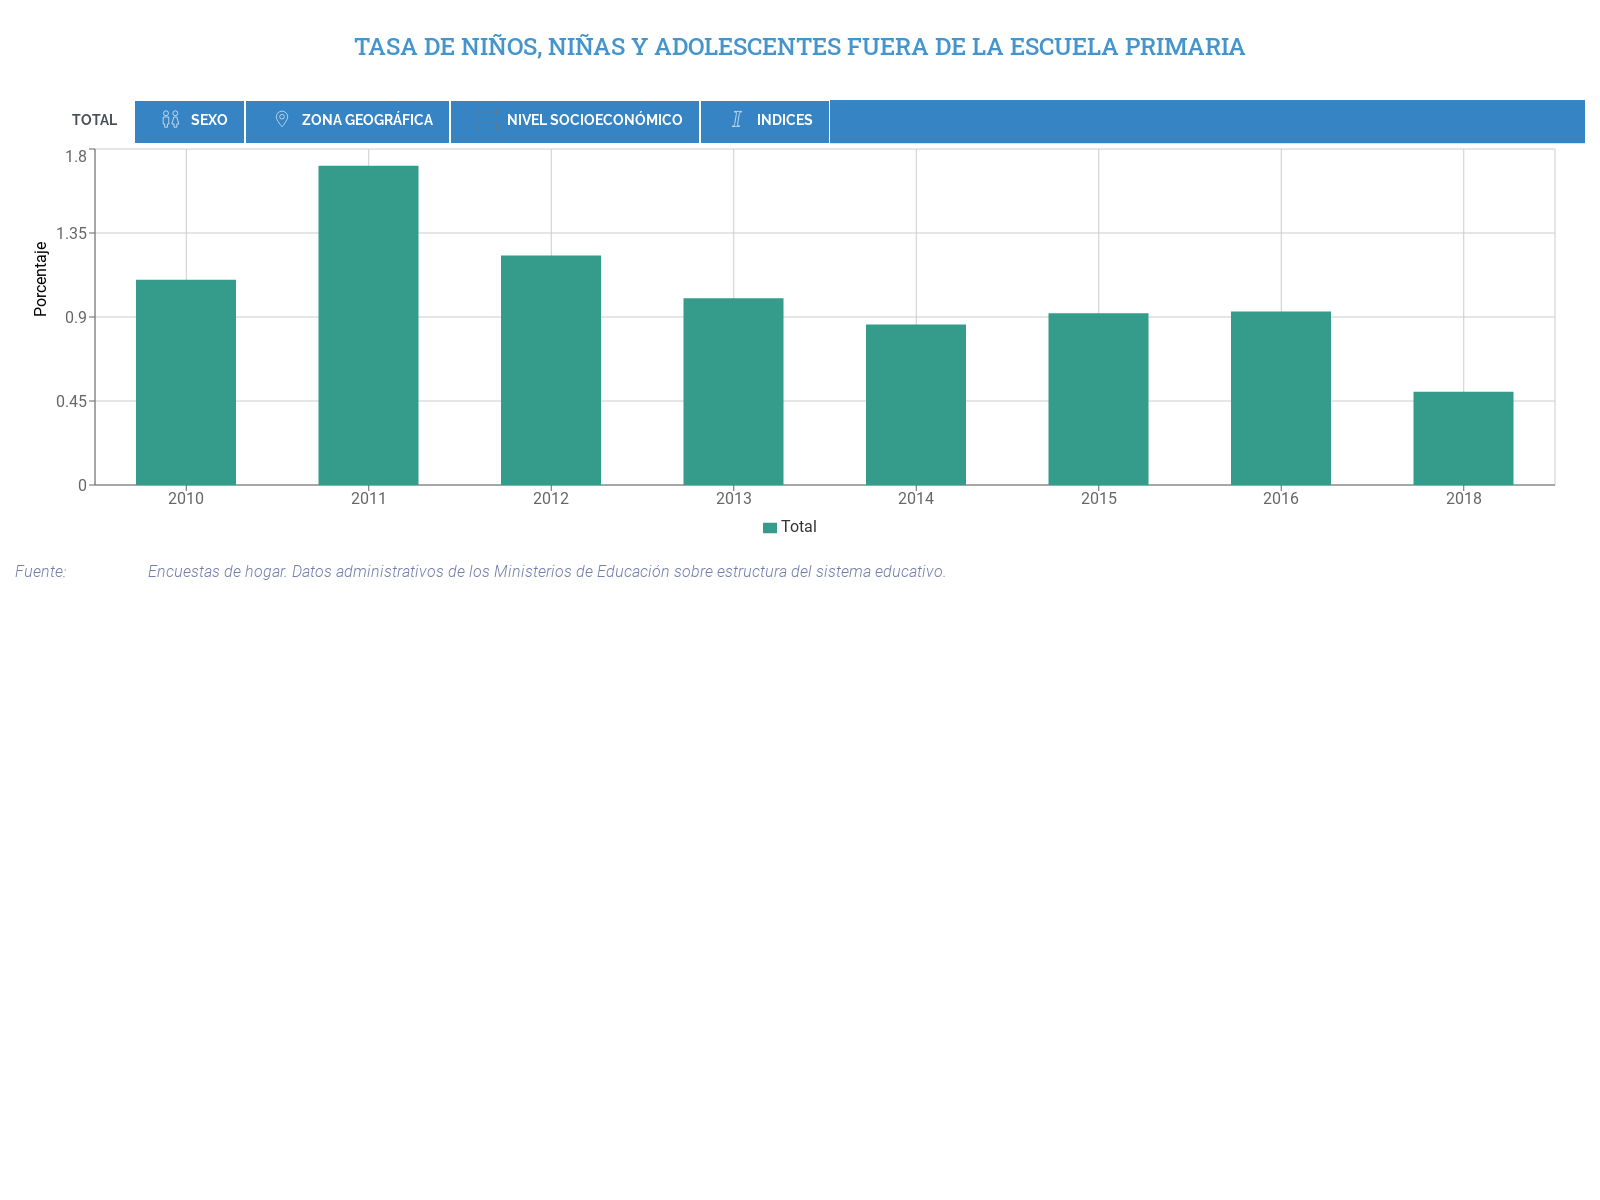 TASA DE NIÑOS, NIÑAS Y ADOLESCENTES FUERA DE LA ESCUELA PRIMARIA
TOTAL SEXO ZONA GEOGRÁFICA NIVEL SOCIOECONÓMICO INDICES
1.8
1.35
Porcentaje
0.9
0.45
0
2010 2011 2012 2013 2014 2015 2016 2018
Total
Fuente: Encuestas de hogar. Datos administrativos de los Ministerios de Educación sobre estructura del sistema educativo.